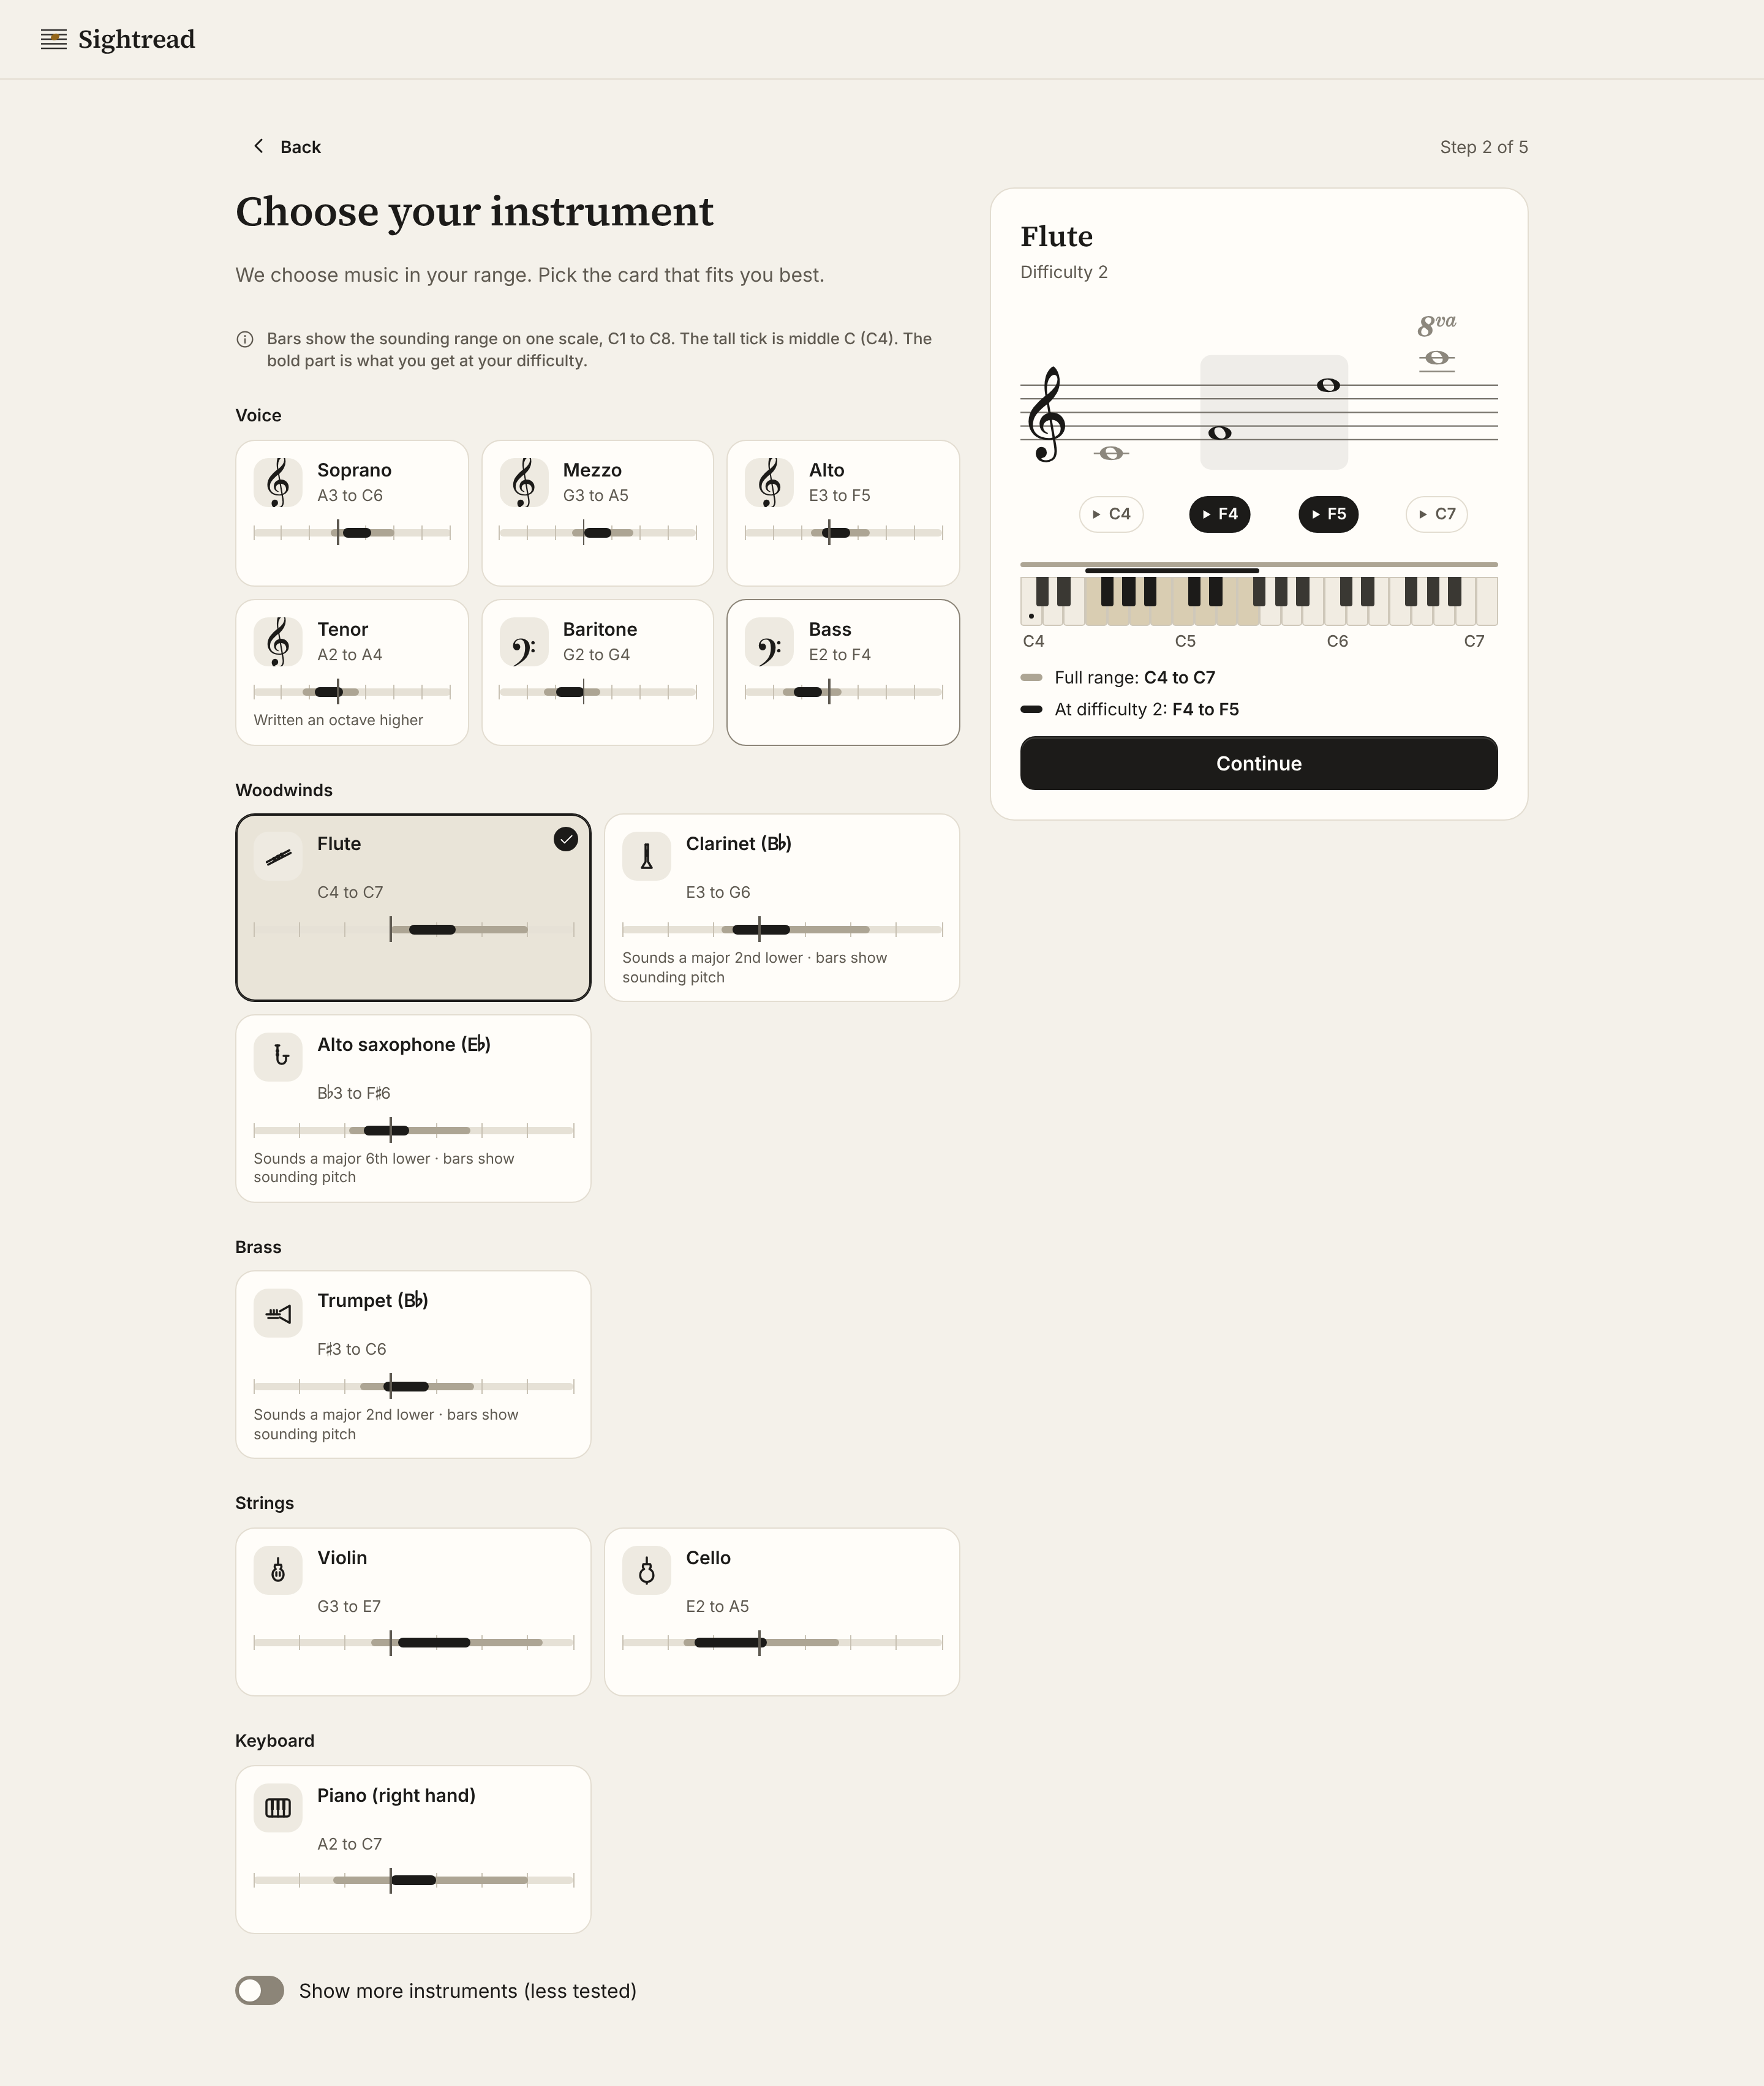 Sightread
Back
Step 2 of 5
Choose your instrument
We choose music in your range. Pick the card that fits you best.
Bars show the sounding range on one scale, C1 to C8. The tall tick is middle C (C4). The
bold part is what you get at your difficulty.
Voice
Soprano
A3 to C6
Mezzo
G3 to A5
Alto
E3 to F5
Tenor
A2 to A4
Written an octave higher
Baritone
G2 to G4
Bass
E2 to F4
Woodwinds
Flute
C4 to C7
Clarinet (B♭)
E3 to G6
Sounds a major 2nd lower · bars show
sounding pitch
Alto saxophone (E♭)
B♭3 to F♯6
Sounds a major 6th lower · bars show
sounding pitch
Brass
Trumpet (B♭)
F♯3 to C6
Sounds a major 2nd lower · bars show
sounding pitch
Strings
Violin
G3 to E7
Cello
E2 to A5
Keyboard
Piano (right hand)
A2 to C7
Show more instruments (less tested)
Flute
Difficulty 2
8va
C4
F4
F5
C7
C4 C5 C6 C7
Full range: C4 to C7
At difficulty 2: F4 to F5
Continue